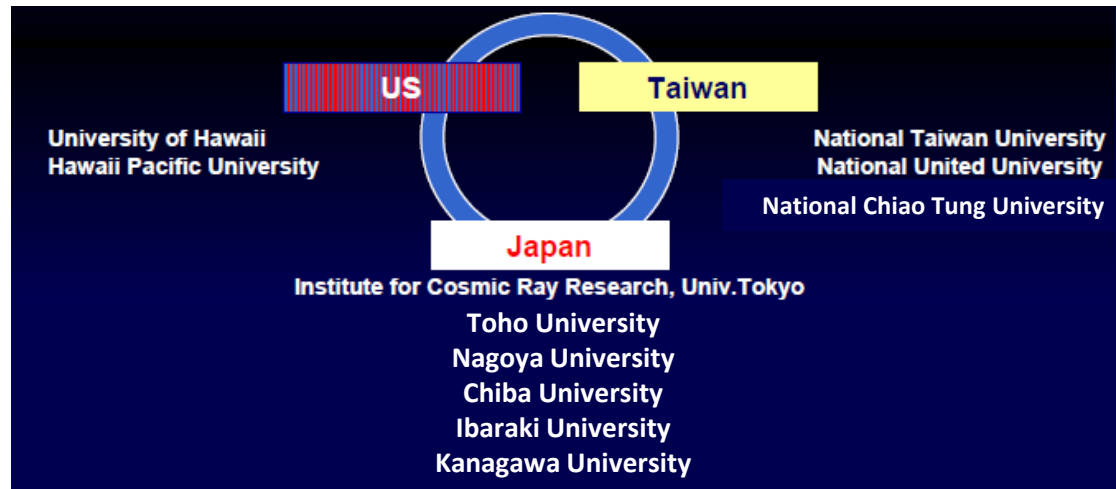 US
Taiwan
University of Hawaii
Hawaii Pacific University
National Taiwan University
National United University
National Chiao Tung University
Japan
Institute for Cosmic Ray Research, Univ.Tokyo
Toho University
Nagoya University
Chiba University
Ibaraki University
Kanagawa University